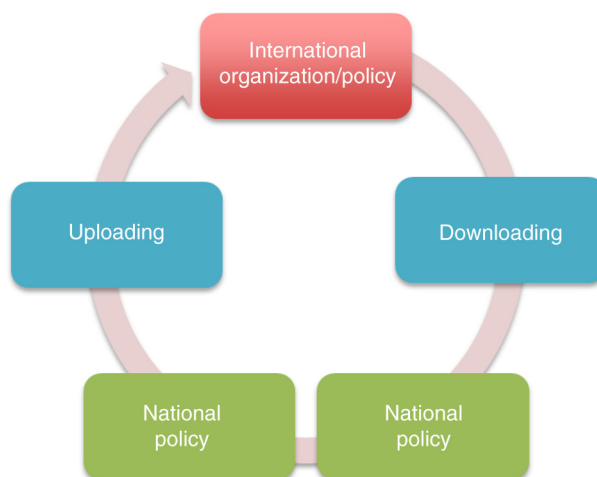 International
organization/policy
Uploading
Downloading
National
policy
National
policy